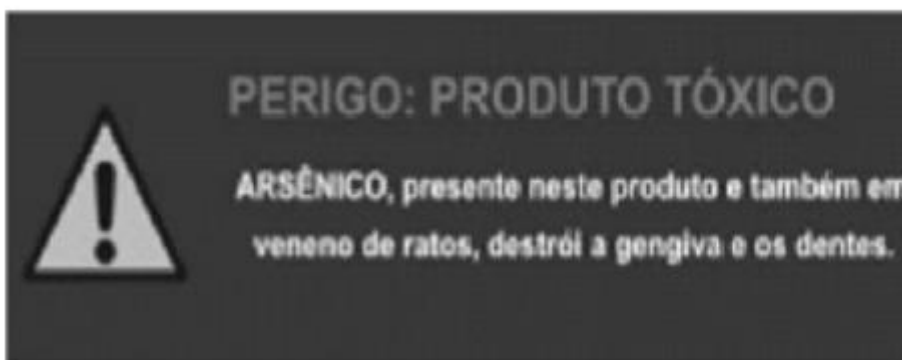 PERIGO: PRODUTO TÓXICO
ARSÊNICO, presente neste produto e também em
veneno de ratos, destrói a gengiva e os dentes.